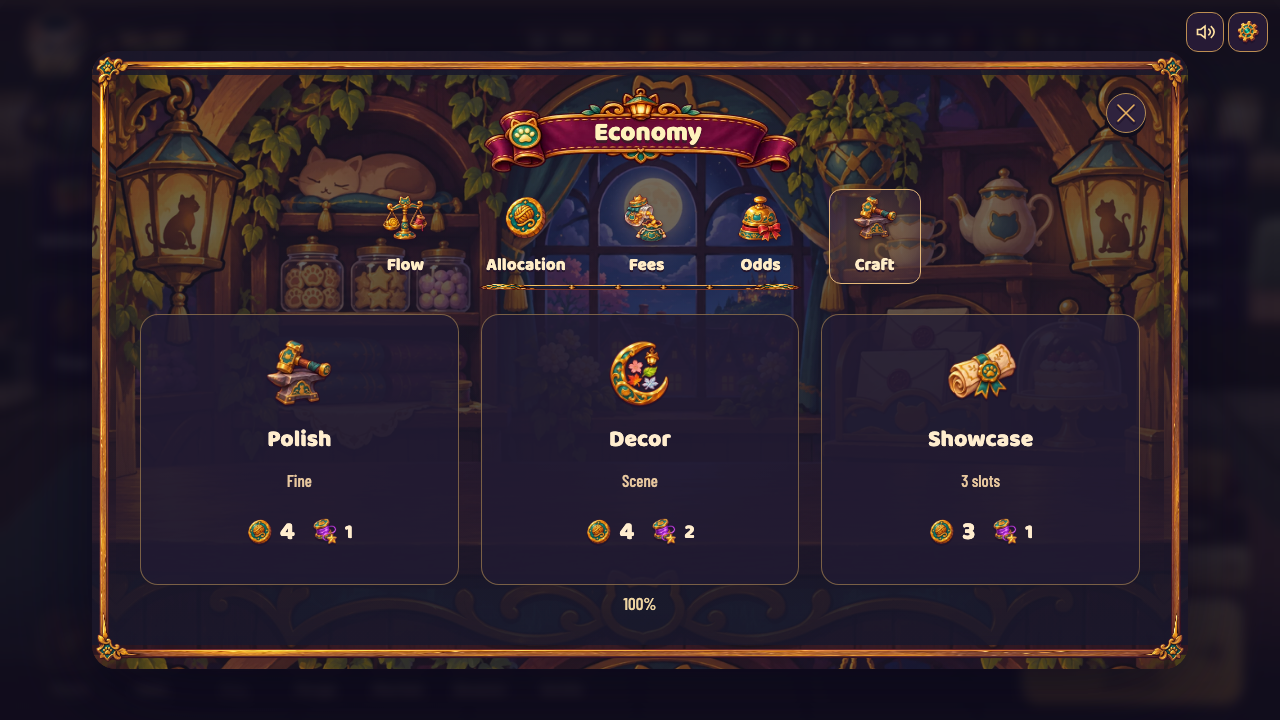 Economy
Flow
Allocation
Fees
Odds
Craft
Polish
Decor
Showcase
Fine
Scene
3 slots
4 1
4 2
3 1
100%